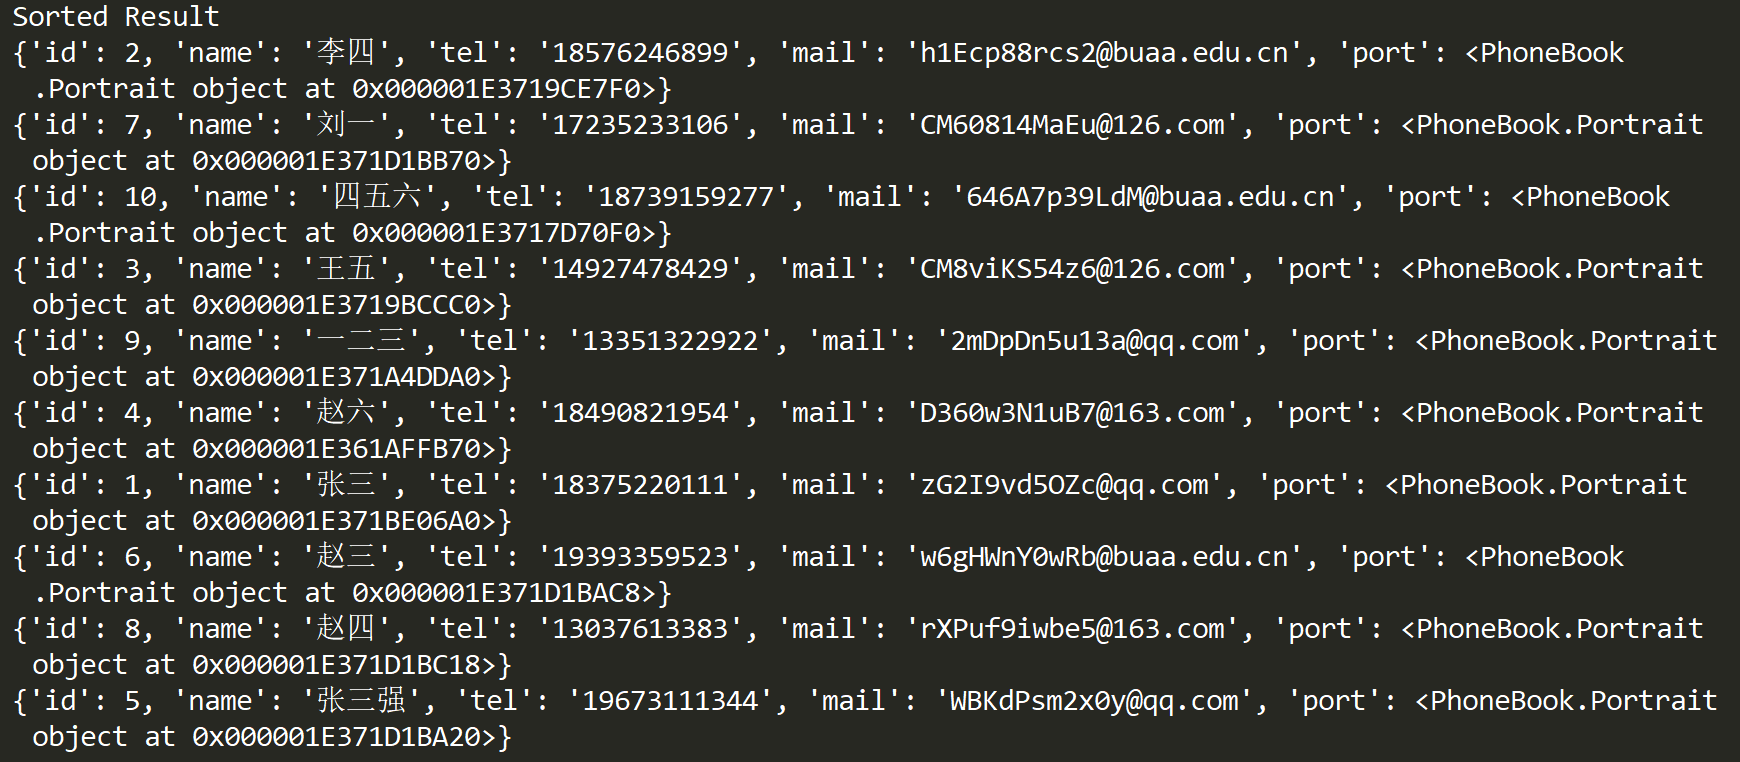 Sorted Result
{'id': 2, 'name': '李四', 'tel': '18576246899', 'mail': 'h1Ecp88rcs2@buaa.edu.cn', 'port': <PhoneBook
.Portrait object at 0x000001E3719CE7F0>}
{'id': 7, 'name': '刘一', 'tel': '17235233106', 'mail': 'CM60814MaEu@126.com', 'port': <PhoneBook.Portrait
object at 0x000001E371D1BB70>}
{'id': 10, 'name': '四五六', 'tel': '18739159277', 'mail': '646A7p39LdM@buaa.edu.cn', 'port': <PhoneBook
.Portrait object at 0x000001E3717D70F0>}
{'id': 3, 'name': '王五', 'tel': '14927478429', 'mail': 'CM8viKS54z6@126.com', 'port': <PhoneBook.Portrait
object at 0x000001E3719BCCC0>}
{'id': 9, 'name': '一二三', 'tel': '13351322922', 'mail': '2mDpDn5u13a@qq.com', 'port': <PhoneBook.Portrait
object at 0x000001E371A4DDA0>}
{'id': 4, 'name': '赵六', 'tel': '18490821954', 'mail': 'D360w3N1uB7@163.com', 'port': <PhoneBook.Portrait
object at 0x000001E361AFFB70>}
{'id': 1, 'name': '张三', 'tel': '18375220111', 'mail': 'zG2I9vd5OZc@qq.com', 'port': <PhoneBook.Portrait
object at 0x000001E371BE06A0>}
{'id': 6, 'name': '赵三', 'tel': '19393359523', 'mail': 'w6gHWnY0wRb@buaa.edu.cn', 'port': <PhoneBook
.Portrait object at 0x000001E371D1BAC8>}
{'id': 8, 'name': '赵四', 'tel': '13037613383', 'mail': 'rXPuf9iwbe5@163.com', 'port': <PhoneBook.Portrait
object at 0x000001E371D1BC18>}
{'id': 5, 'name': '张三强', 'tel': '19673111344', 'mail': 'WBKdPsm2x0y@qq.com', 'port': <PhoneBook.Portrait
object at 0x000001E371D1BA20>}